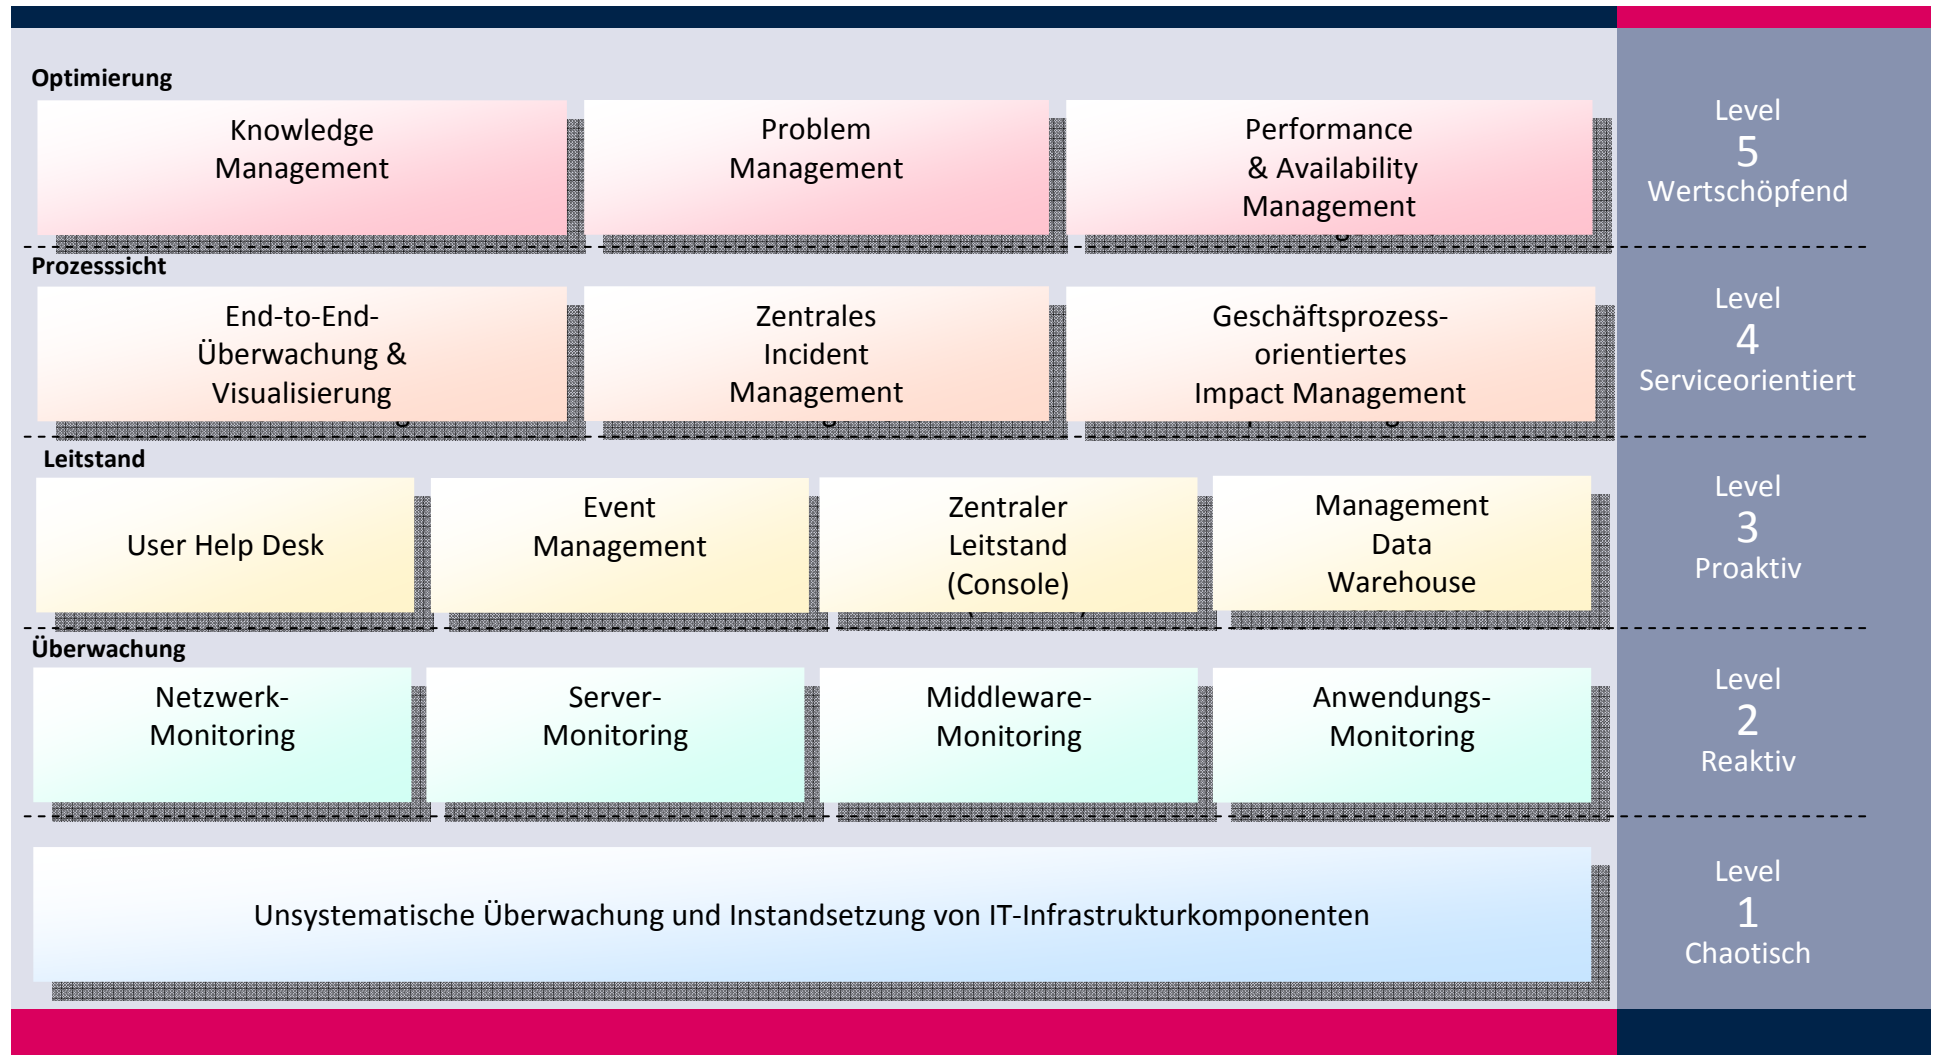 Optimierung
Knowledge
Management
Problem
Management
Performance
& Availability
Management
Level
5
Wertschöpfend
Prozesssicht
End-to-End-
Überwachung &
Visualisierung
Zentrales
Incident
Management
Geschäftsprozess-
orientiertes
Impact Management
Level
4
Serviceorientiert
Leitstand
User Help Desk
Event
Management
Zentraler
Leitstand
(Console)
Management
Data
Warehouse
Level
3
Proaktiv
Überwachung
Netzwerk-
Monitoring
Server-
Monitoring
Middleware-
Monitoring
Anwendungs-
Monitoring
Level
2
Reaktiv
Unsystematische Überwachung und Instandsetzung von IT-Infrastrukturkomponenten
Level
1
Chaotisch